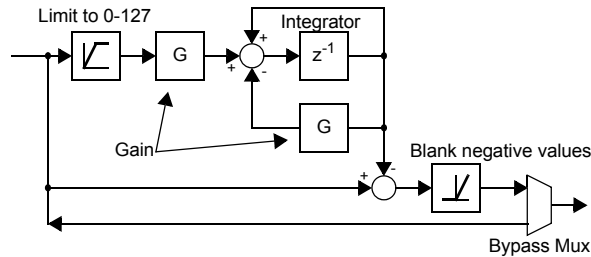 Limit to 0-127
Integrator
G
z-1
+
+
-
G
Gain
Blank negative values
+
-
Bypass Mux